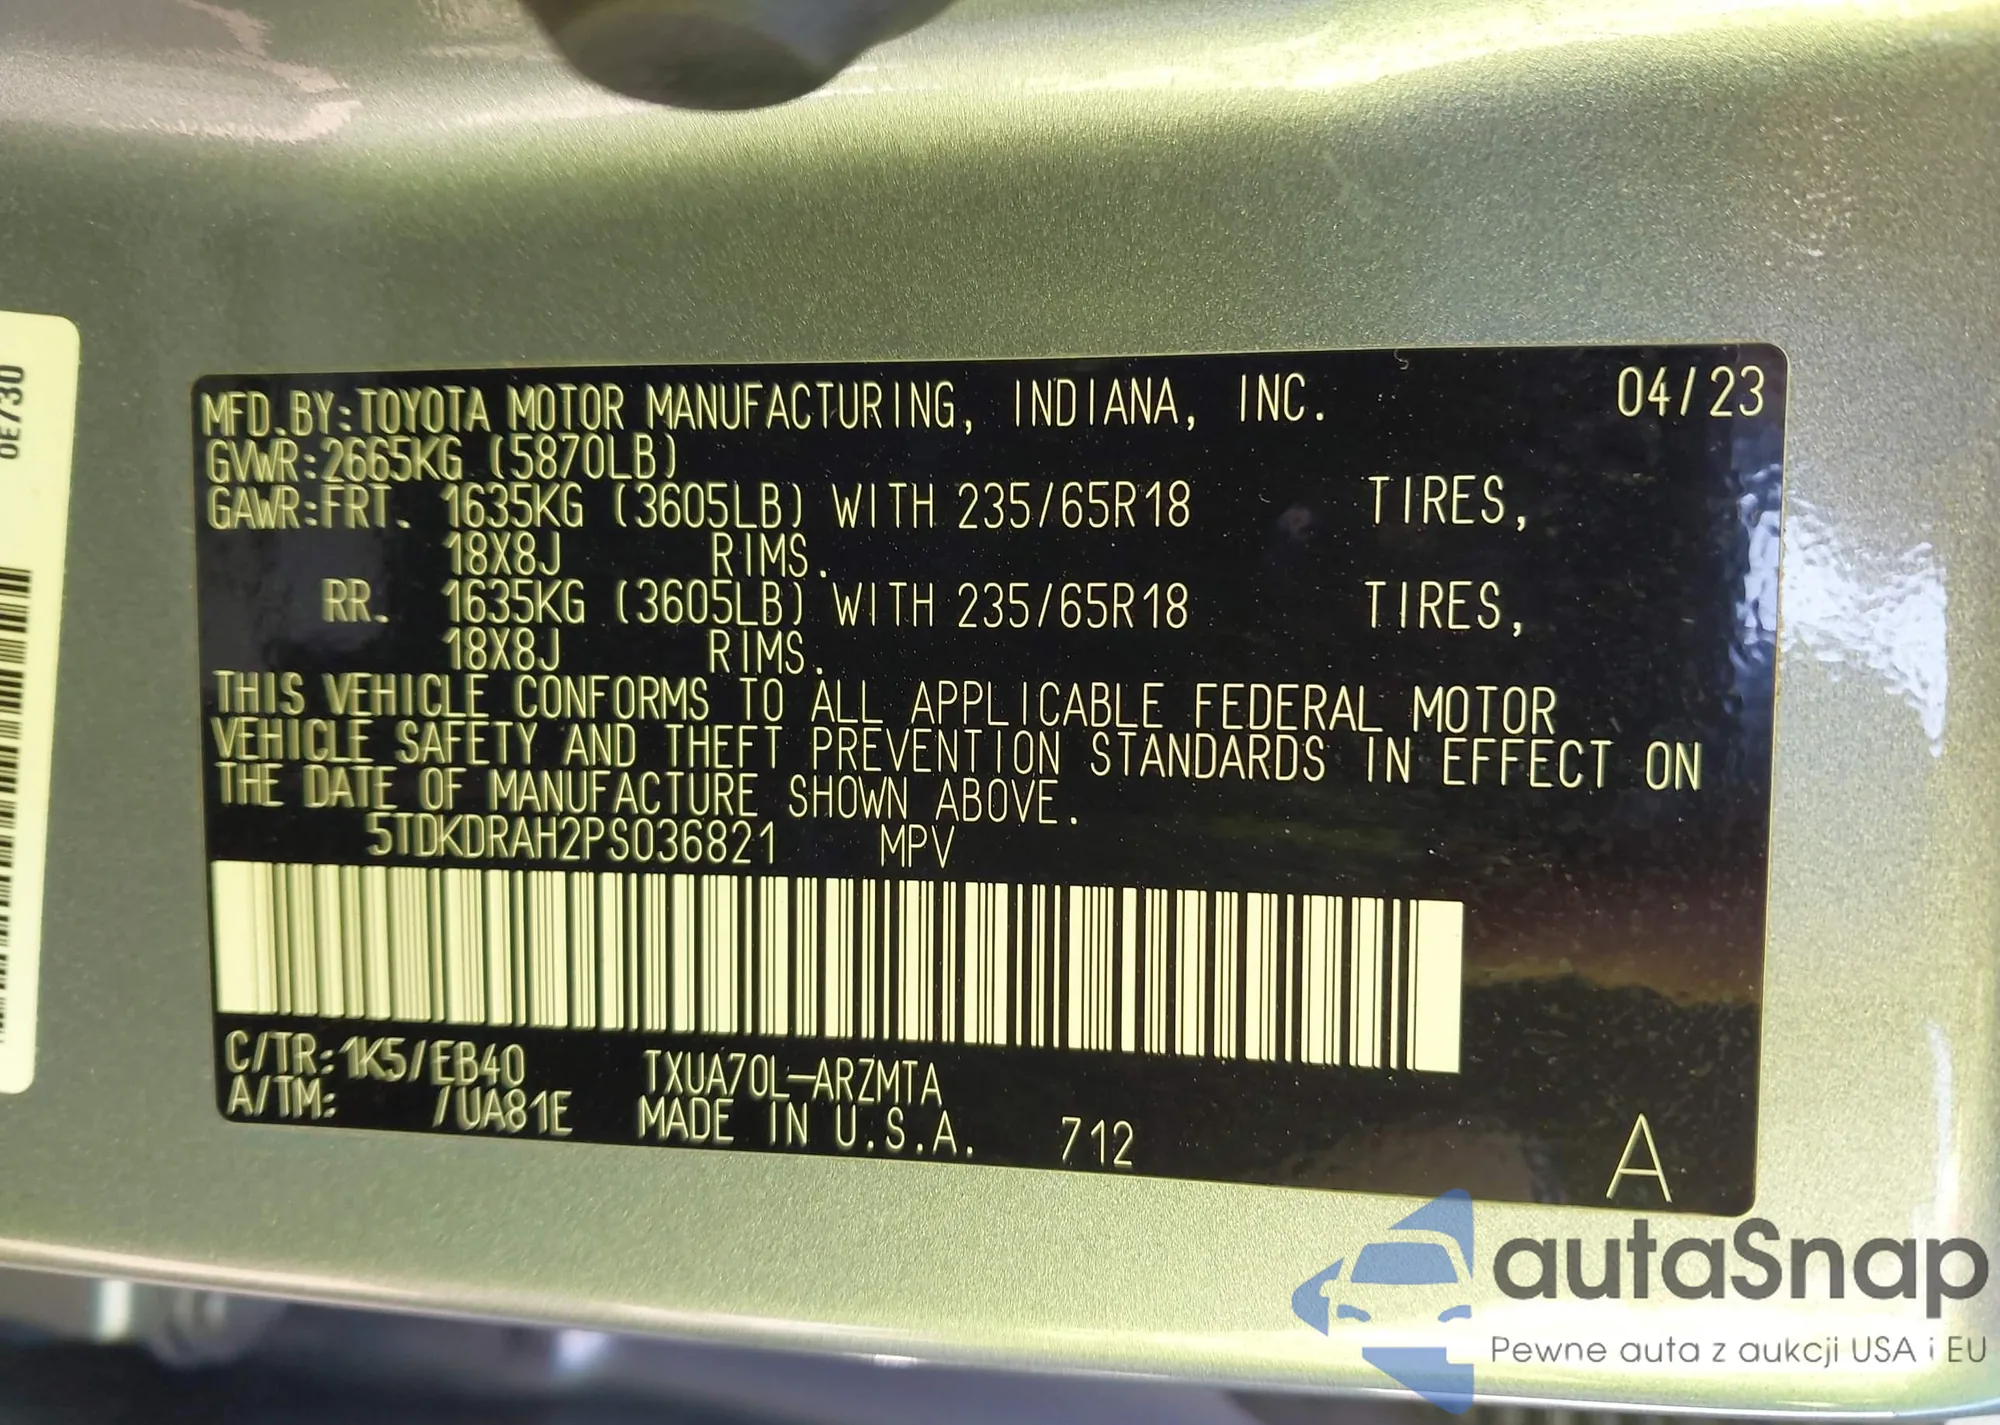 MFD.BY:TOYOTA MOTOR MANUFACTURING, INDIANA, INC. 04/23
GVWR:2665KG (5870LB)
GAWR:FRT. 1635KG (3605LB) WITH 235/65R18 TIRES,
18X8J RIMS.
RR. 1635KG (3605LB) WITH 235/65R18 TIRES,
18X8J RIMS.
THIS VEHICLE CONFORMS TO ALL APPLICABLE FEDERAL MOTOR
VEHICLE SAFETY AND THEFT PREVENTION STANDARDS IN EFFECT ON
THE DATE OF MANUFACTURE SHOWN ABOVE.
5TDKDRAH2PS036821 MPV
C/TR:1K5/EB40 TXUA70L-ARZMTA
A/TM: /UA81E MADE IN U.S.A. 712 A
0E730
autaSnap
Pewne auta z aukcji USA i EU